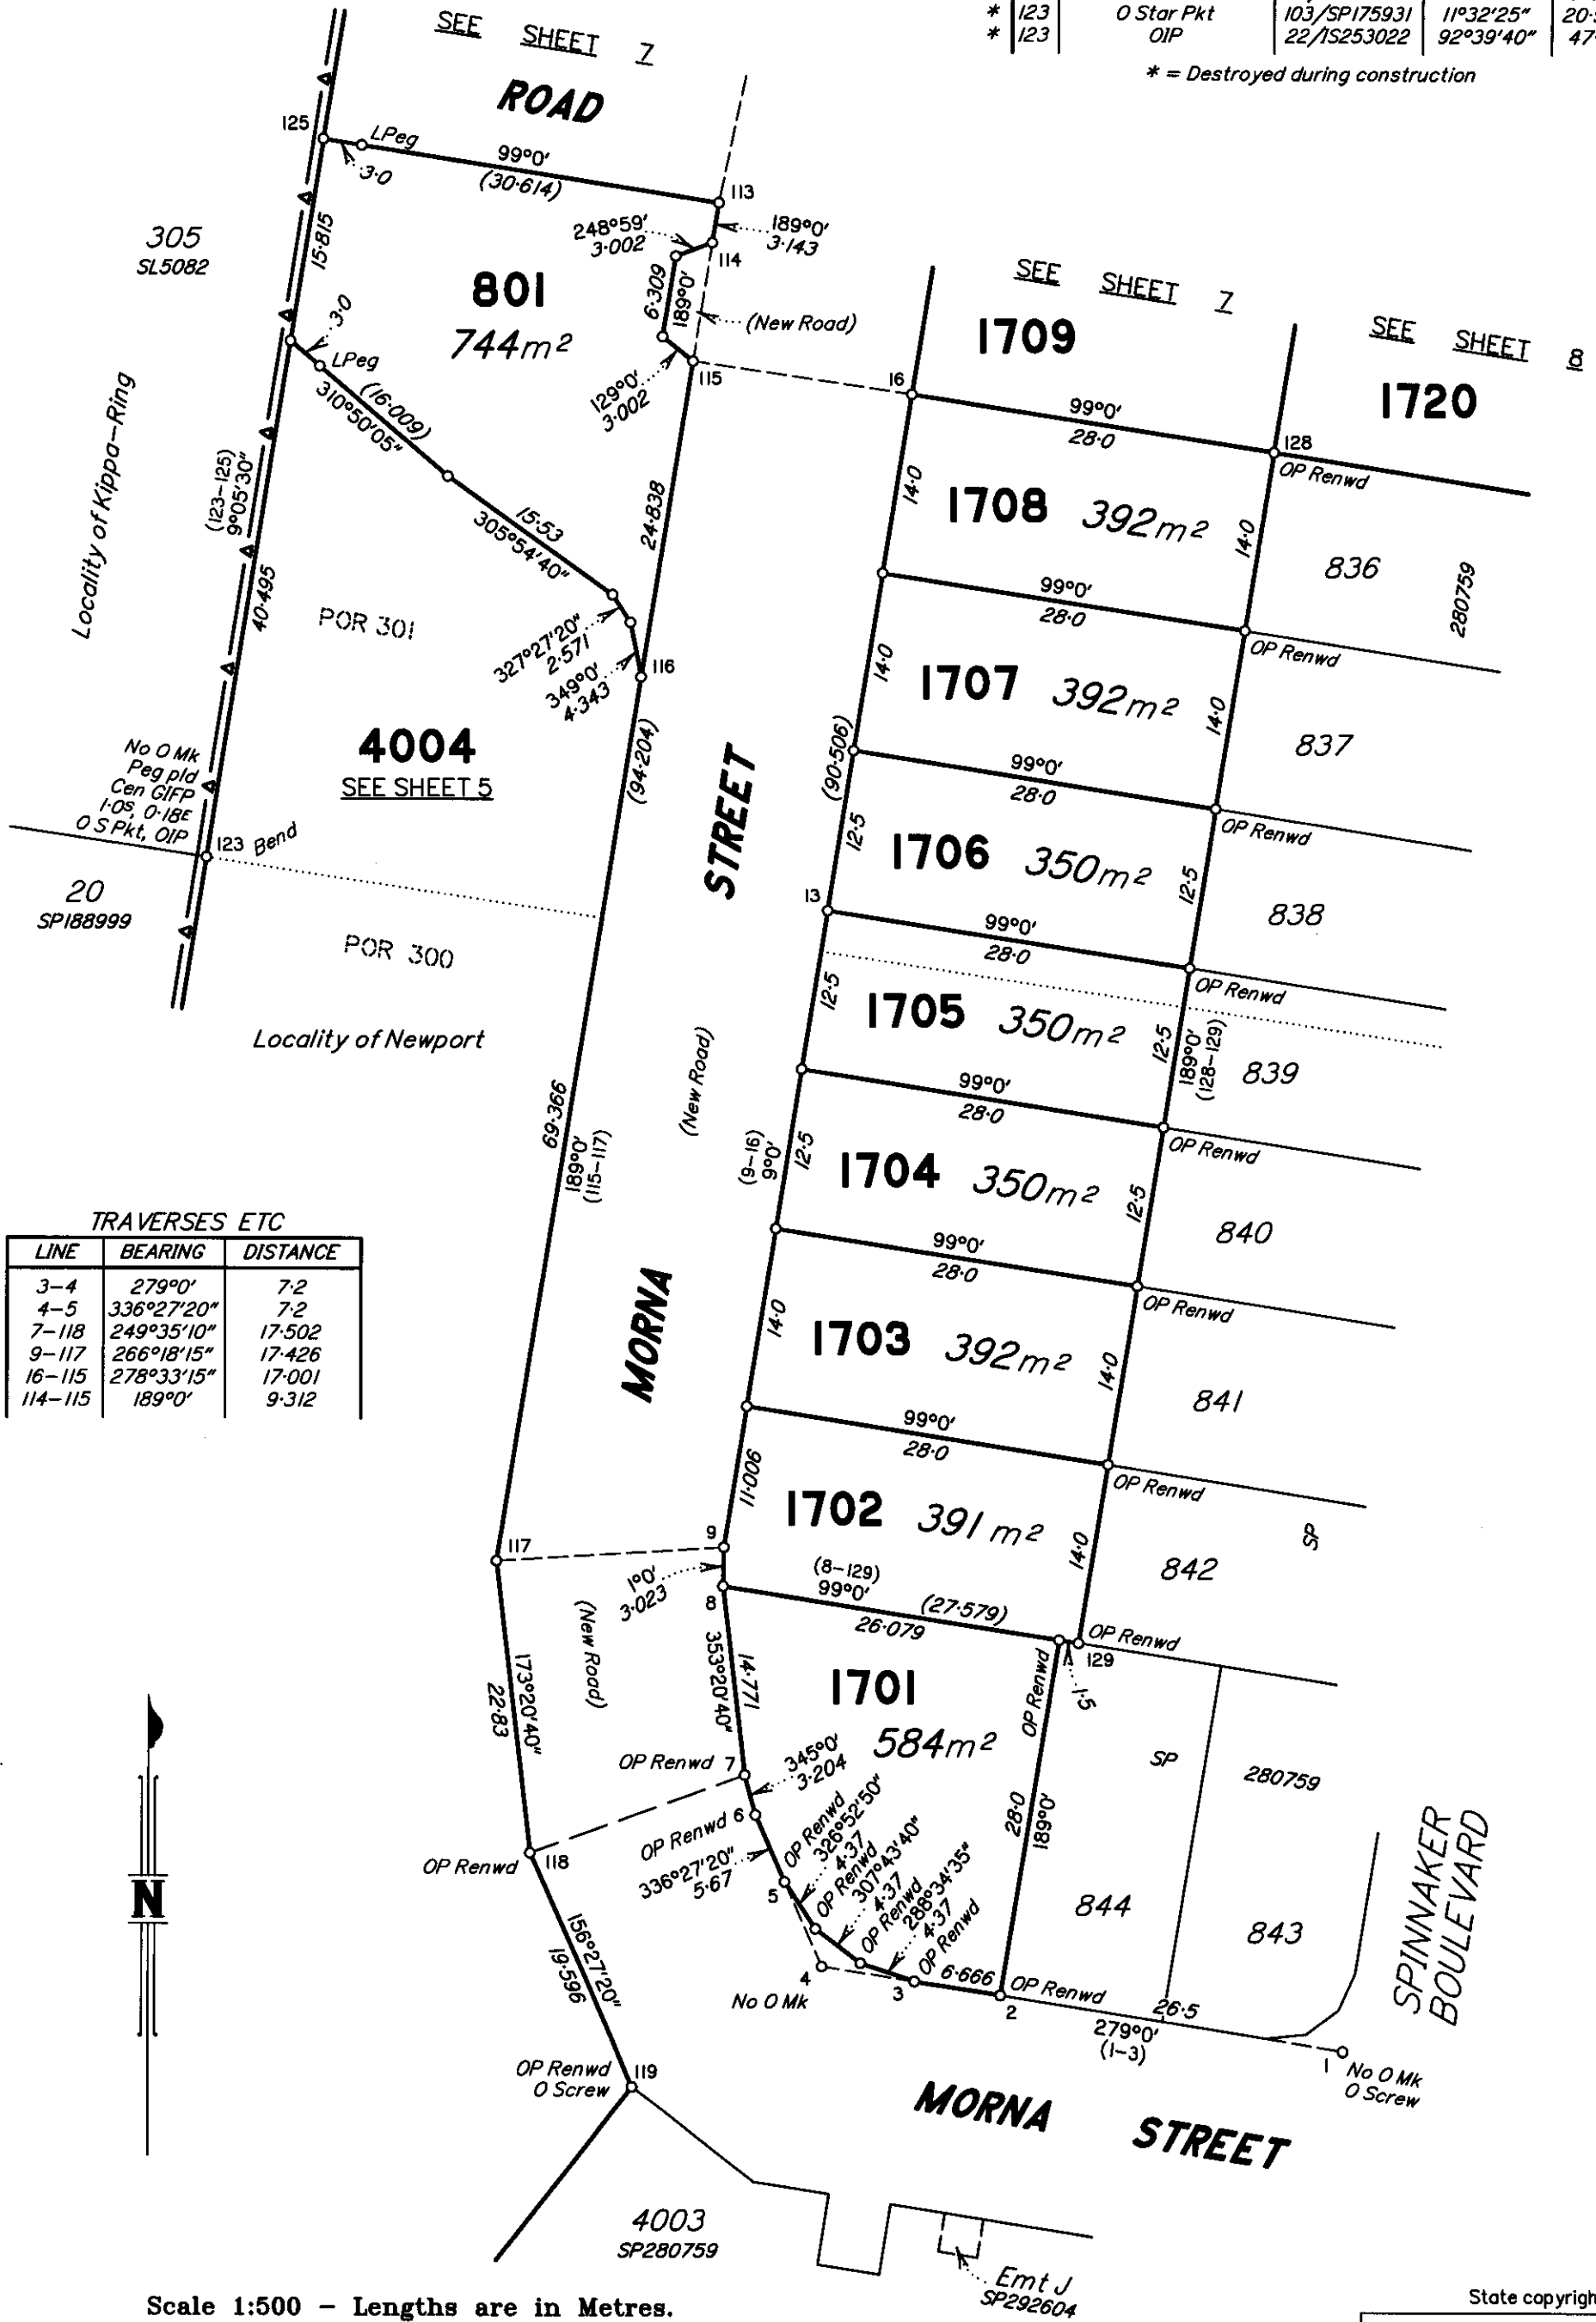 * 123 O Star Pkt 103/SP175931 11°32'25"
* 123 OIP 22/IS253022 92°39'40"
* = Destroyed during construction
SEE SHEET 7
ROAD
125
LPeg
3·0
99°0'
(30·614)
113
189°0'
3·143
248°59'
3·002
114
305
SL5082
15·815
801
744m²
6·309
189°0'
(New Road)
129°0'
3·002
115
3·0
LPeg
(16·009)
310°50'05"
SEE SHEET 7
1709
SEE SHEET 8
1720
16
99°0'
28·0
128
OP Renwd
Locality of Kippa-Ring
(123-125)
9°05'30"
40·495
15·53
305°54'40"
24·838
14·0
1708 392m²
14·0
836
280759
POR 301
327°27'20"
2·571
349°0'
4·343
116
99°0'
28·0
OP Renwd
14·0
1707 392m²
14·0
837
No O Mk
Peg pld
Cen GIFP
1·0S, 0·18E
O S Pkt, OIP
4004
SEE SHEET 5
(94·204)
STREET
(90·506)
99°0'
28·0
OP Renwd
12·5
1706 350m²
12·5
838
123 Bend
20
SP188999
POR 300
13
99°0'
28·0
OP Renwd
12·5
1705 350m²
12·5
189°0'
(128-129)
839
Locality of Newport
69·366
189°0'
(115-117)
(New Road)
(9-16)
9°0'
99°0'
28·0
OP Renwd
12·5
1704 350m²
12·5
840
TRAVERSES ETC
LINE BEARING DISTANCE
3-4 279°0' 7·2
4-5 336°27'20" 7·2
7-118 249°35'10" 17·502
9-117 266°18'15" 17·426
16-115 278°33'15" 17·001
114-115 189°0' 9·312
99°0'
28·0
OP Renwd
MORNA
14·0
1703 392m²
14·0
841
99°0'
28·0
OP Renwd
11·006
1702 391m²
14·0
842
SP
117
9
1°0'
3·023
8
(8-129)
99°0'
(27·579)
26·079
OP Renwd
129
1·5
(New Road)
173°20'40"
22·83
353°20'40"
14·771
1701
584m²
OP Renwd
28·0
189°0'
SP
280759
OP Renwd 7
345°0'
3·204
OP Renwd 6
336°27'20"
5·67
OP Renwd
326°52'50"
4·37
OP Renwd
307°43'40"
4·37
OP Renwd
288°34'35"
4·37
OP Renwd
5
4
No O Mk
3
6·666
OP Renwd
2
844
843
SPINNAKER
BOULEVARD
26·5
279°0'
(1-3)
1
No O Mk
O Screw
OP Renwd
118
156°27'20"
19·596
N
OP Renwd
O Screw
119
MORNA STREET
4003
SP280759
Emt J
SP292604
Scale 1:500 - Lengths are in Metres.